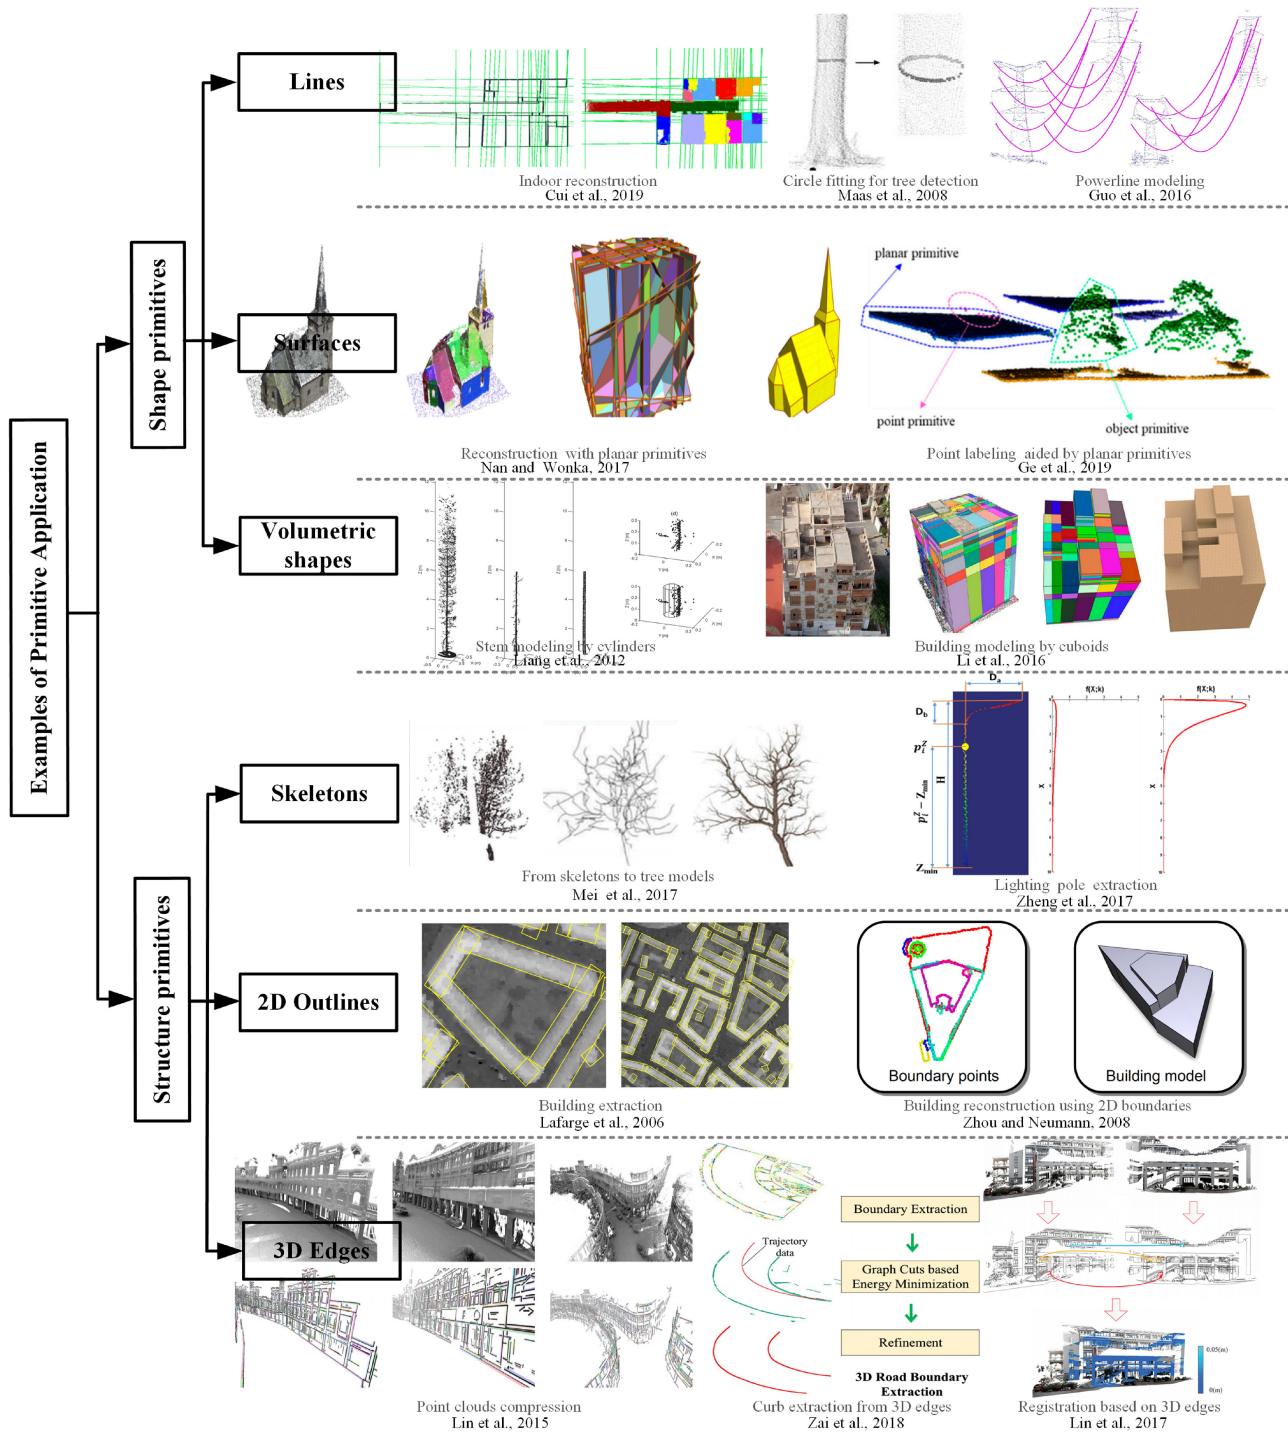 Examples of Primitive Application
Shape primitives
Structure primitives
Lines
Indoor reconstruction
Cui et al., 2019
Circle fitting for tree detection
Maas et al., 2008
Powerline modeling
Guo et al., 2016
Surfaces
planar primitive
point primitive
object primitive
Reconstruction with planar primitives
Nan and Wonka, 2017
Point labeling aided by planar primitives
Ge et al., 2019
Volumetric
shapes
(d)
Stem modeling by cylinders
Liang et al., 2012
Building modeling by cuboids
Li et al., 2016
Skeletons
From skeletons to tree models
Mei et al., 2017
Da
Db
H
Zmin
f(X;k)
X
f(X;k)
X
Lighting pole extraction
Zheng et al., 2017
2D Outlines
Building extraction
Lafarge et al., 2006
Boundary points
Building model
Building reconstruction using 2D boundaries
Zhou and Neumann, 2008
3D Edges
Point clouds compression
Lin et al., 2015
Trajectory
data
Boundary Extraction
Graph Cuts based
Energy Minimization
Refinement
3D Road Boundary
Extraction
Curb extraction from 3D edges
Zai et al., 2018
0.05(m)
0(m)
Registration based on 3D edges
Lin et al., 2017